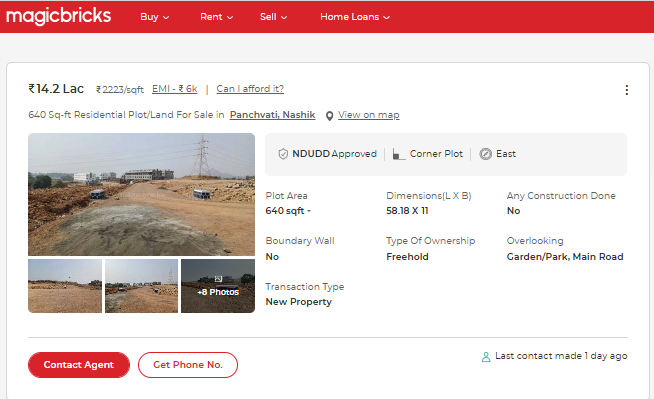 magicbricks Buy Rent Sell Home Loans
₹14.2 Lac ₹2223/sqft EMI - ₹ 6k | Can I afford it?
640 Sq-ft Residential Plot/Land For Sale in Panchvati, Nashik View on map
NDUDD Approved Corner Plot East
Plot Area Dimensions(L X B) Any Construction Done
640 sqft 58.18 X 11 No
Boundary Wall Type Of Ownership Overlooking
No Freehold Garden/Park, Main Road
+8 Photos
Transaction Type
New Property
Contact Agent Get Phone No. Last contact made 1 day ago